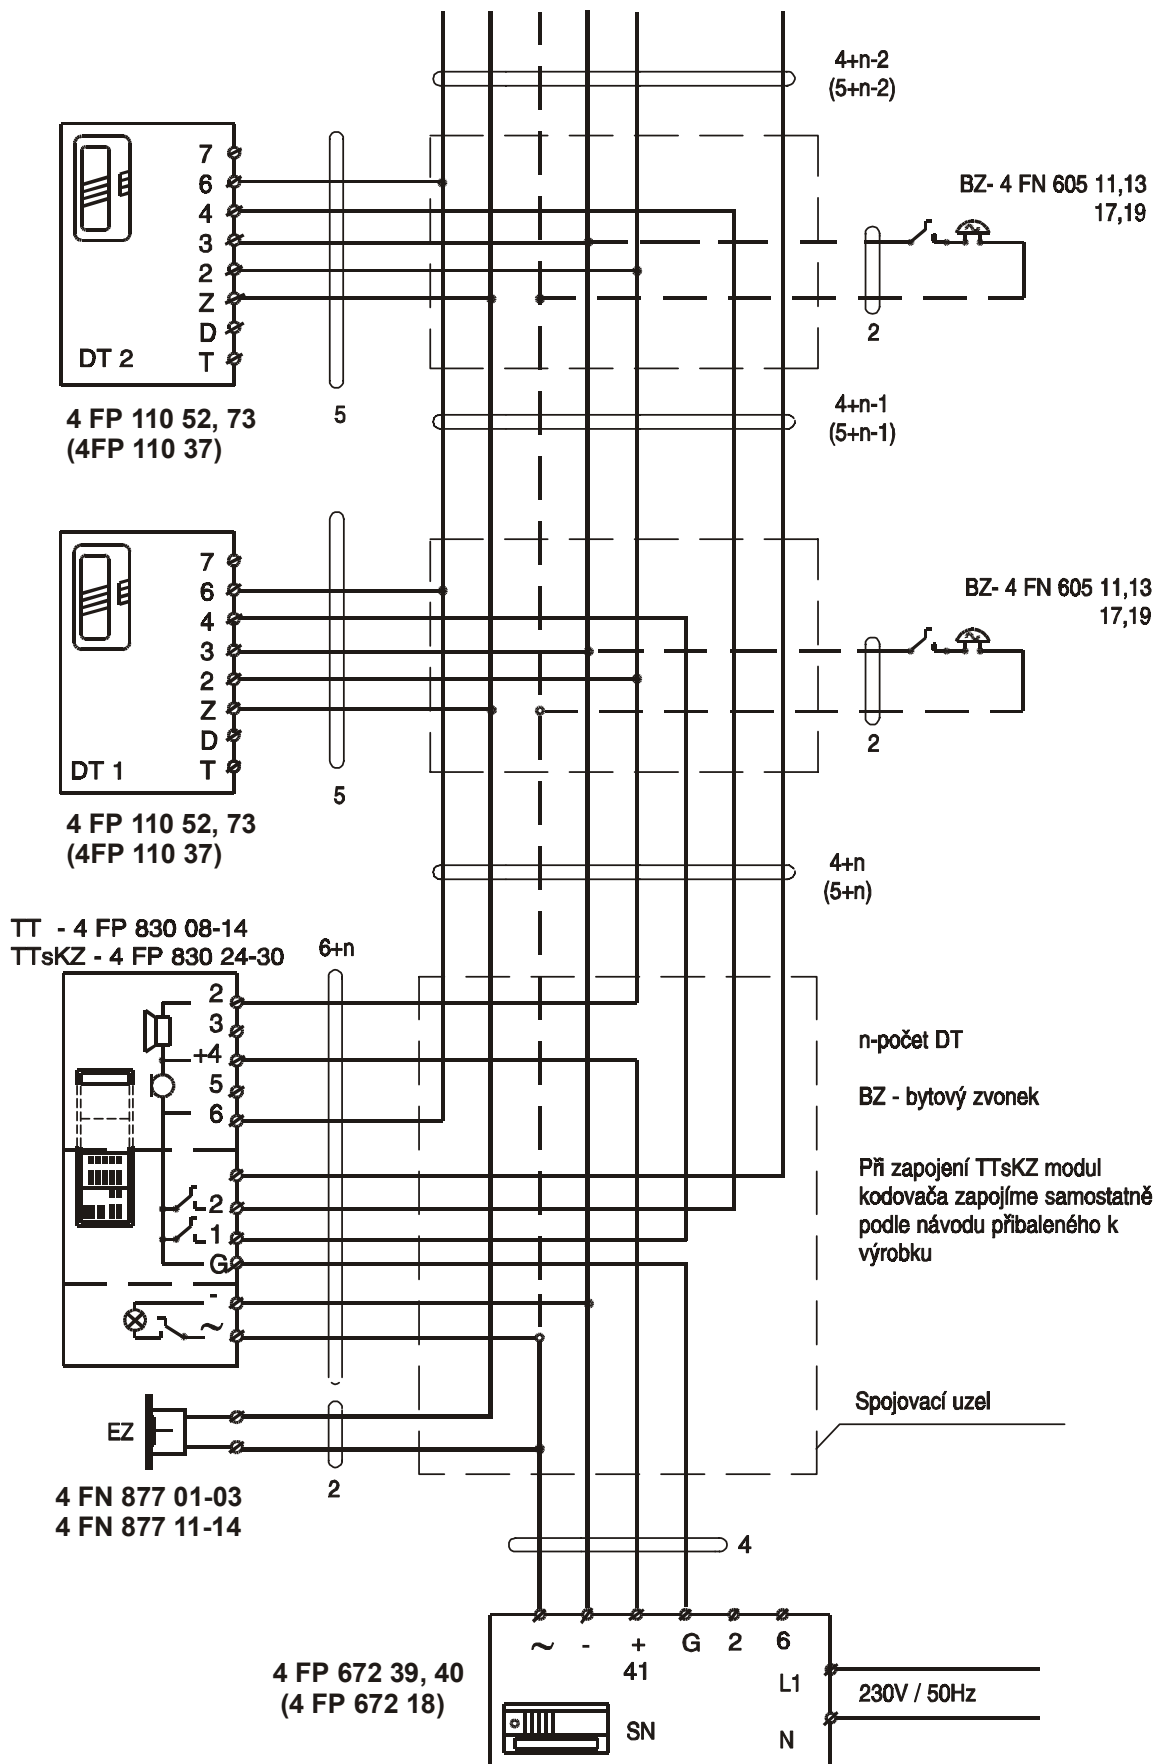 4+n-2
(5+n-2)
7
6
4
3
2
Z
D
T
DT 2
4 FP 110 52, 73
(4FP 110 37)
5
BZ- 4 FN 605 11,13
17,19
2
4+n-1
(5+n-1)
7
6
4
3
2
Z
D
T
DT 1
4 FP 110 52, 73
(4FP 110 37)
5
BZ- 4 FN 605 11,13
17,19
2
4+n
(5+n)
TT - 4 FP 830 08-14
TTsKZ - 4 FP 830 24-30
6+n
2
3
+4
5
6
2
1
G
-
~
n-počet DT
BZ - bytový zvonek
Při zapojení TTsKZ modul
kodovača zapojíme samostatně
podle návodu přibaleného k
výrobku
Spojovací uzel
EZ
4 FN 877 01-03
4 FN 877 11-14
2
4
~ - + G 2 6
41
4 FP 672 39, 40
(4 FP 672 18)
L1
230V / 50Hz
SN
N